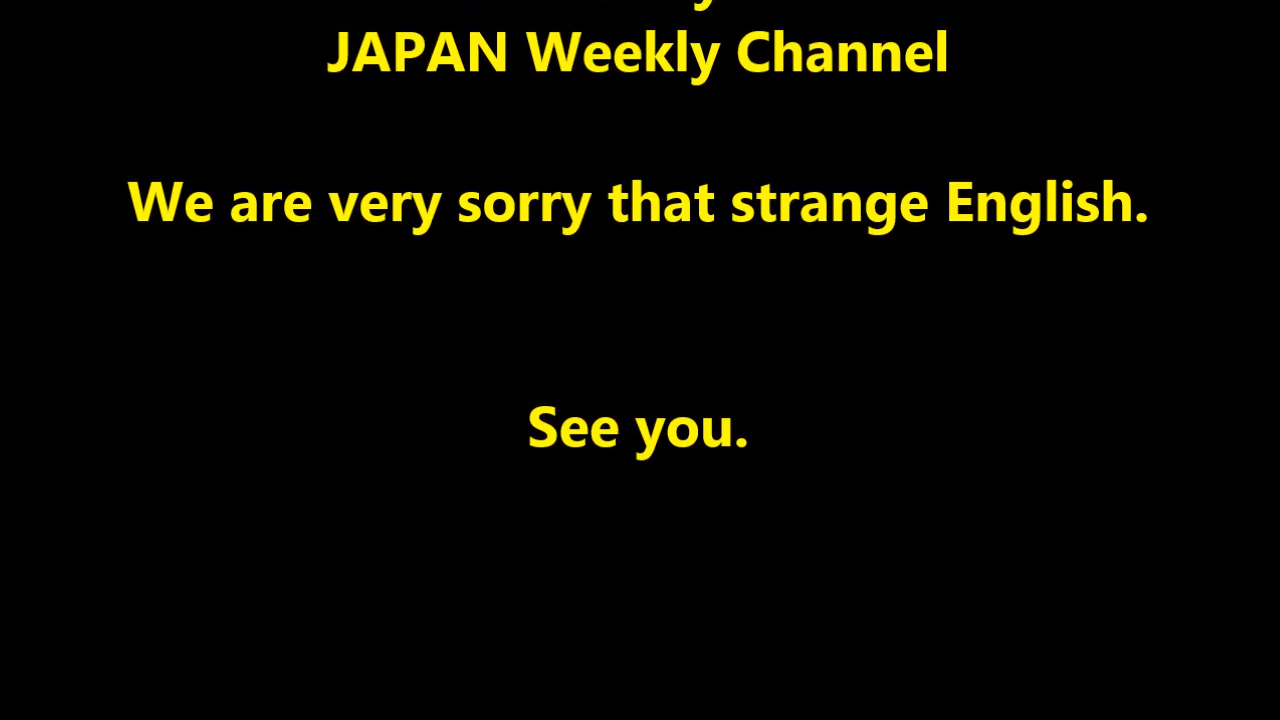 JAPAN Weekly Channel
We are very sorry that strange English.
See you.